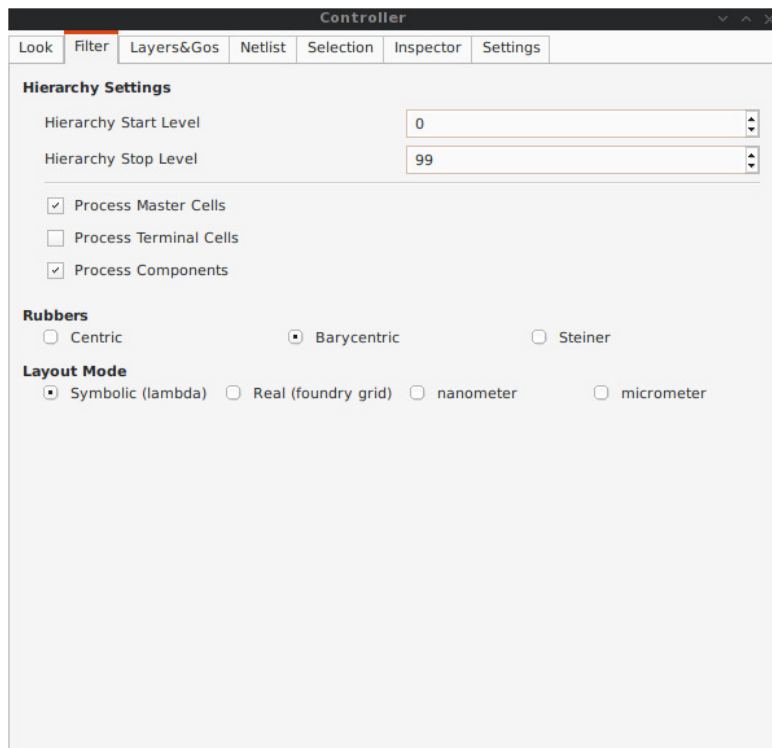 Controller
Look Filter Layers&Gos Netlist Selection Inspector Settings
Hierarchy Settings
Hierarchy Start Level 0
Hierarchy Stop Level 99
Process Master Cells
Process Terminal Cells
Process Components
Rubbers
Centric Barycentric Steiner
Layout Mode
Symbolic (lambda) Real (foundry grid) nanometer micrometer